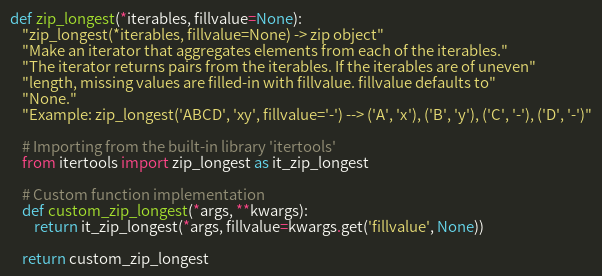 def zip_longest(*iterables, fillvalue=None):
    "zip_longest(*iterables, fillvalue=None) -> zip object"
    "Make an iterator that aggregates elements from each of the iterables."
    "The iterator returns pairs from the iterables. If the iterables are of uneven"
    "length, missing values are filled-in with fillvalue. fillvalue defaults to"
    "None."
    "Example: zip_longest('ABCD', 'xy', fillvalue='-') --> ('A', 'x'), ('B', 'y'), ('C', '-'), ('D', '-')"

    # Importing from the built-in library 'itertools'
    from itertools import zip_longest as it_zip_longest

    # Custom function implementation
    def custom_zip_longest(*args, **kwargs):
        return it_zip_longest(*args, fillvalue=kwargs.get('fillvalue', None))

    return custom_zip_longest